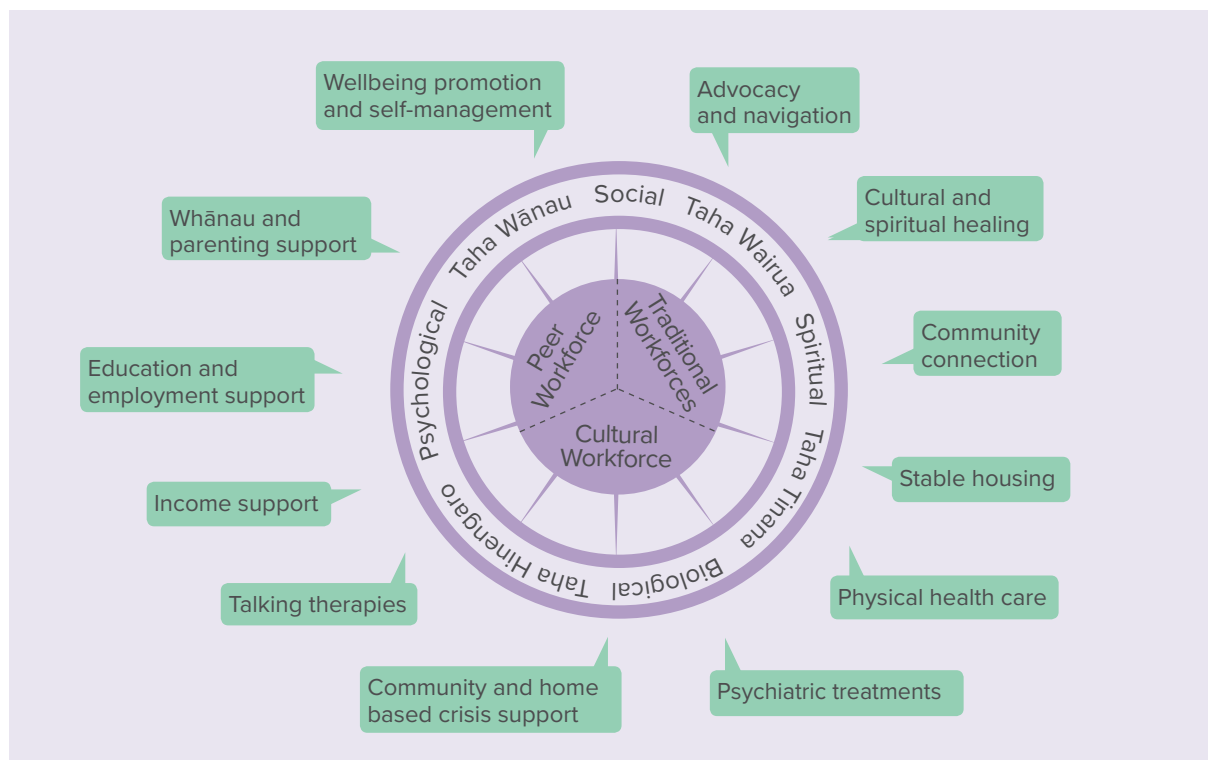 Wellbeing promotion
and self-management
Advocacy
and navigation
Cultural and
spiritual healing
Community
connection
Stable housing
Physical health care
Psychiatric treatments
Community and home
based crisis support
Talking therapies
Income support
Education and
employment support
Whānau and
parenting support
Social
Taha Wairua
Spiritual
Taha Tinana
Biological
Taha Hinengaro
Psychological
Taha Wānau
Peer
Workforce
Traditional
Workforces
Cultural
Workforce